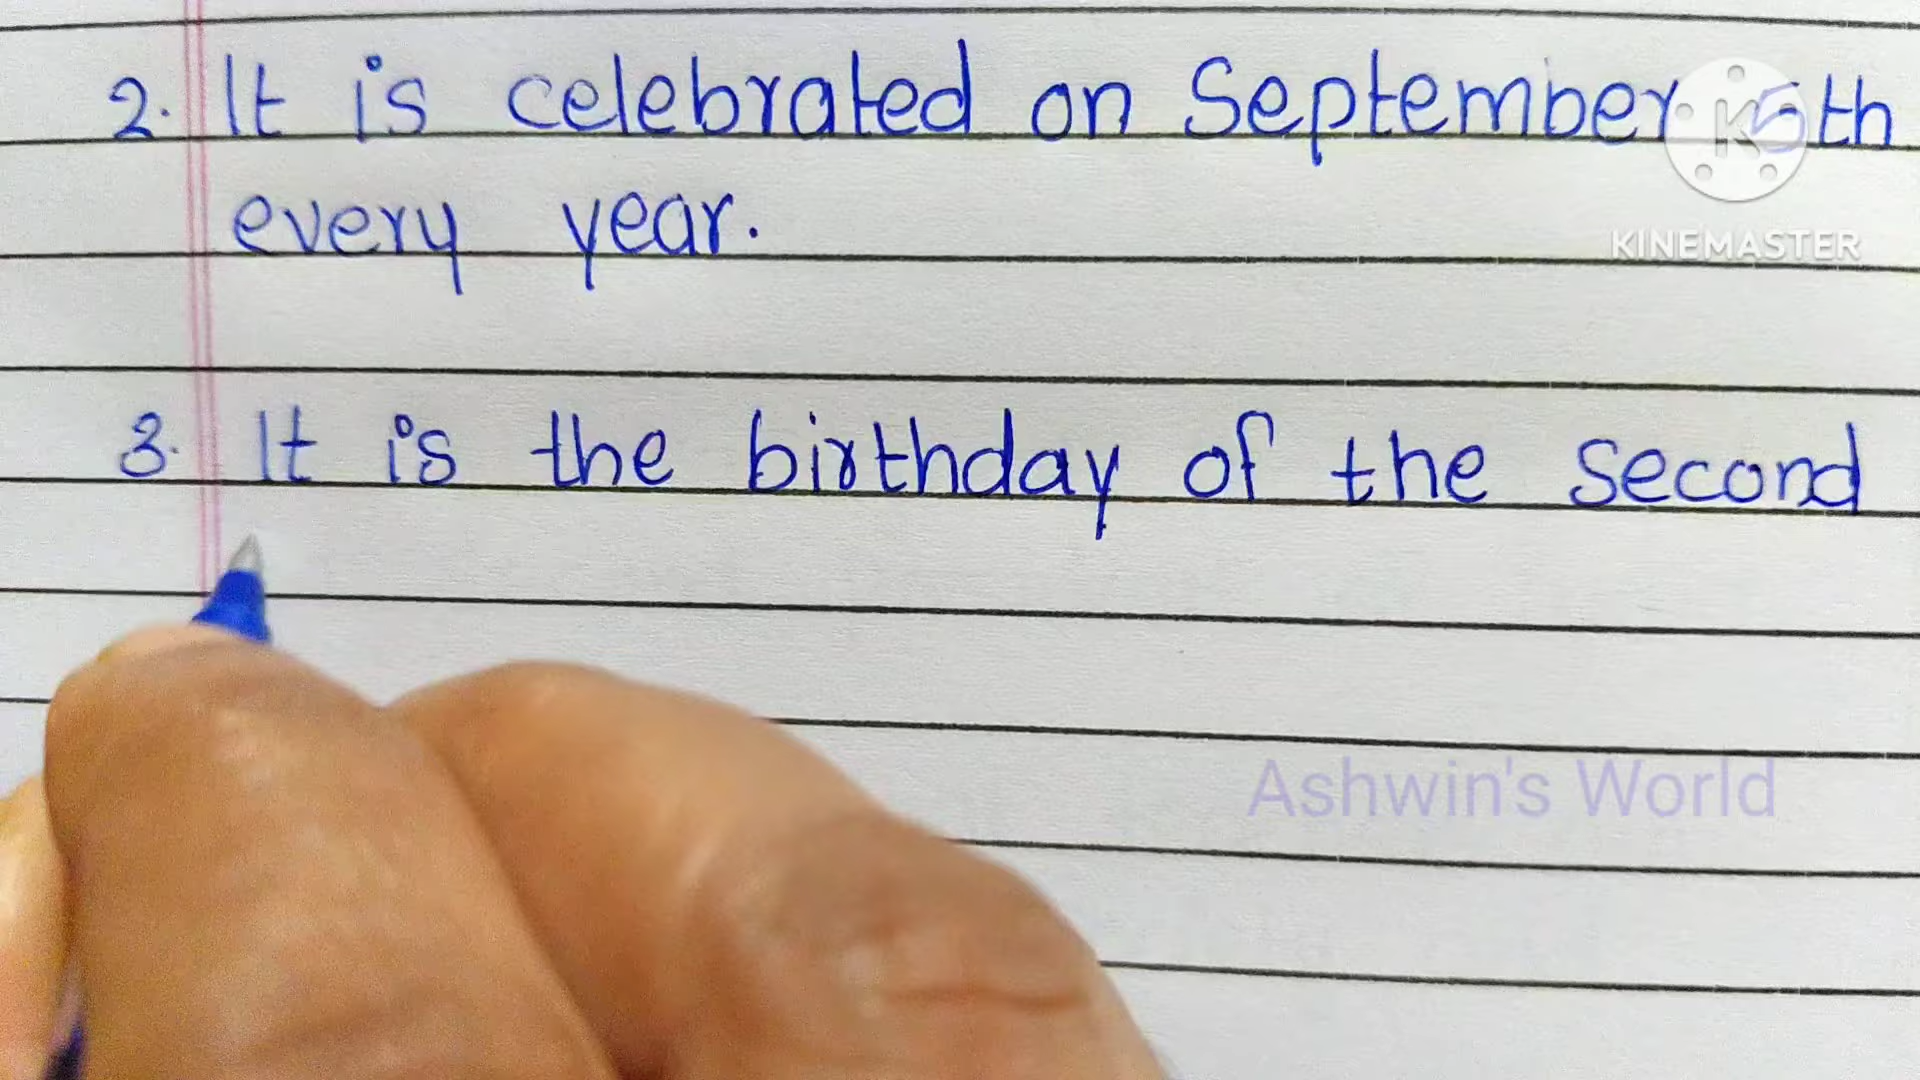 2. It is celebrated on September 5th
KINEMASTER
every year.
3. It is the birthday of the second
Ashwin's World